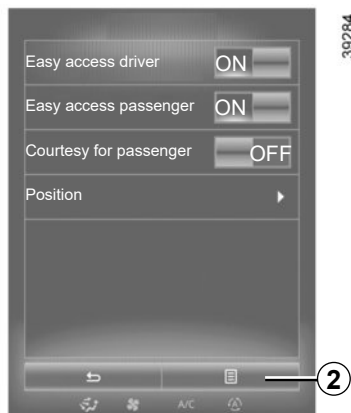 39284
Easy access driver ON
Easy access passenger ON
Courtesy for passenger OFF
Position
2
A/C
A